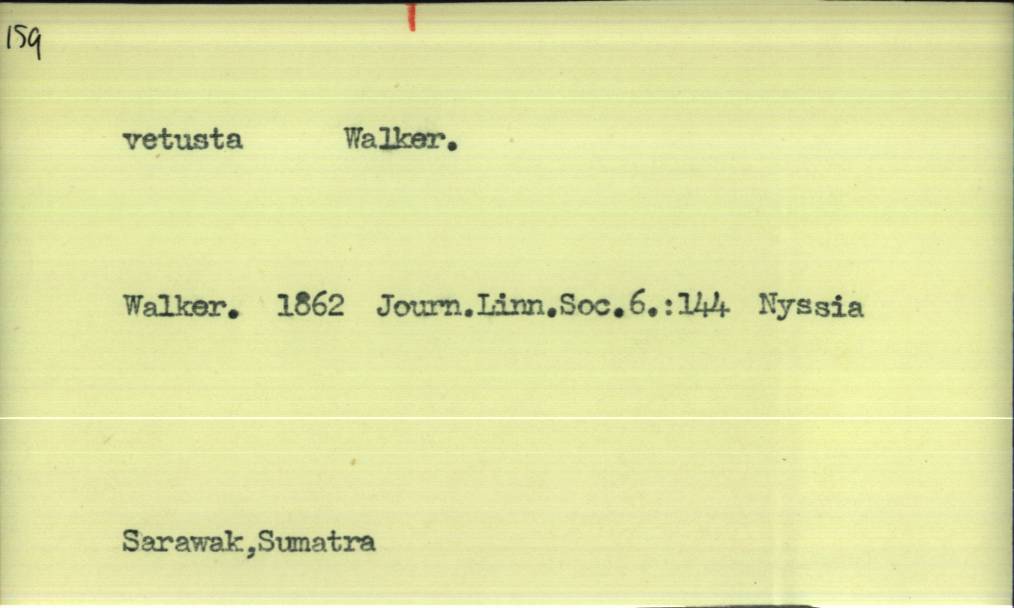 159
vetusta Walker.
Walker. 1862 Journ.Linn.Soc.6.:144 Nyssia
Sarawak,Sumatra